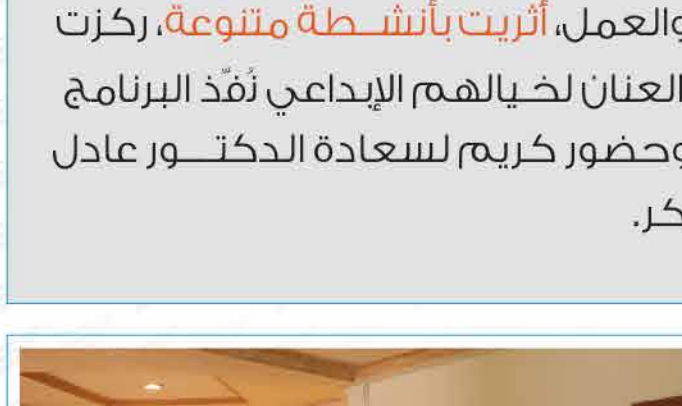 والعمل، أثريت بأنشطة متنوعة، ركزت
العنان لخيالهم الإبداعي نُفّذ البرنامج
وحضور كريم لسعادة الدكتور عادل
كر.